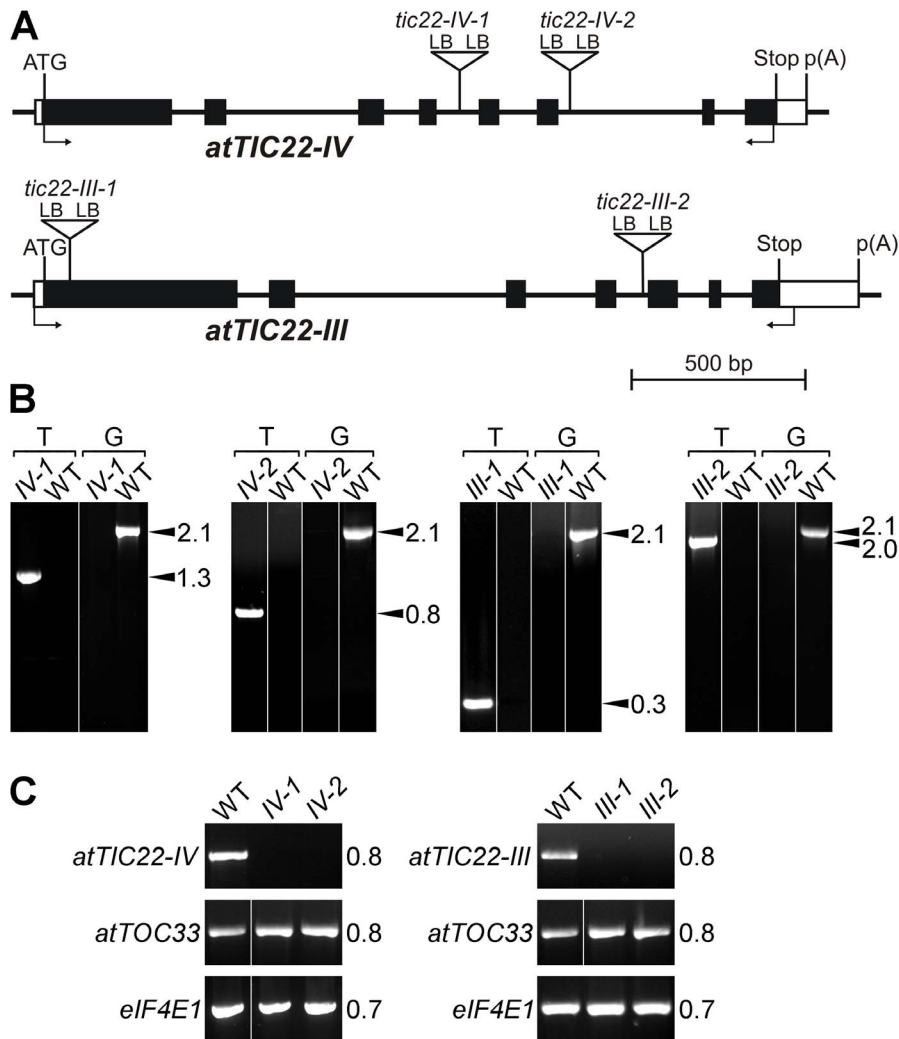 A
tic22-IV-1 tic22-IV-2
LB LB LB LB
ATG Stop p(A)
atTIC22-IV
tic22-III-1 tic22-III-2
LB LB LB LB
ATG Stop p(A)
atTIC22-III
500 bp
B
T G T G T G T G
IV-1 WT IV-1 WT IV-2 WT IV-2 WT III-1 WT III-1 WT III-2 WT III-2 WT
2.1 2.1 2.1 2.1
2.0
1.3
0.8
0.3
C
WT IV-1 IV-2 WT III-1 III-2
atTIC22-IV 0.8 atTIC22-III 0.8
atTOC33 0.8 atTOC33 0.8
eIF4E1 0.7 eIF4E1 0.7